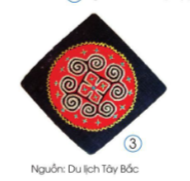 ③
Nguồn: Du lịch Tây Bắc